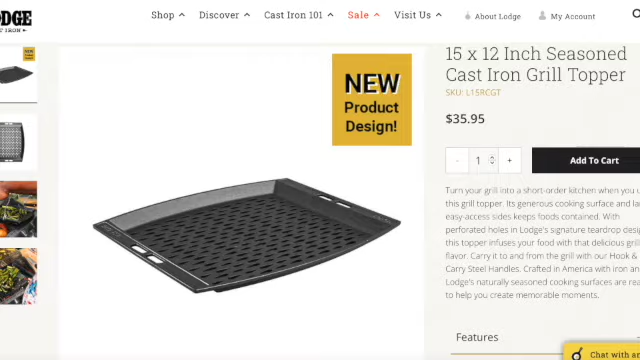 LODGE
Shop Discover Cast Iron 101 Sale Visit Us About Lodge My Account
NEW
Product
Design!
15 x 12 Inch Seasoned
Cast Iron Grill Topper
SKU: L15RCGT
$35.95
- 1 + Add To Cart
Turn your grill into a short-order kitchen when you u
this grill topper. Its generous cooking surface and la
easy-access sides keeps foods contained. With
perforated holes in Lodge's signature teardrop desig
this topper infuses your food with that delicious grill
flavor. Carry it to and from the grill with our Hook &
Carry Steel Handles. Crafted in America with iron a
Lodge's naturally seasoned cooking surfaces are rea
to help you create memorable moments.
Features
Chat with an